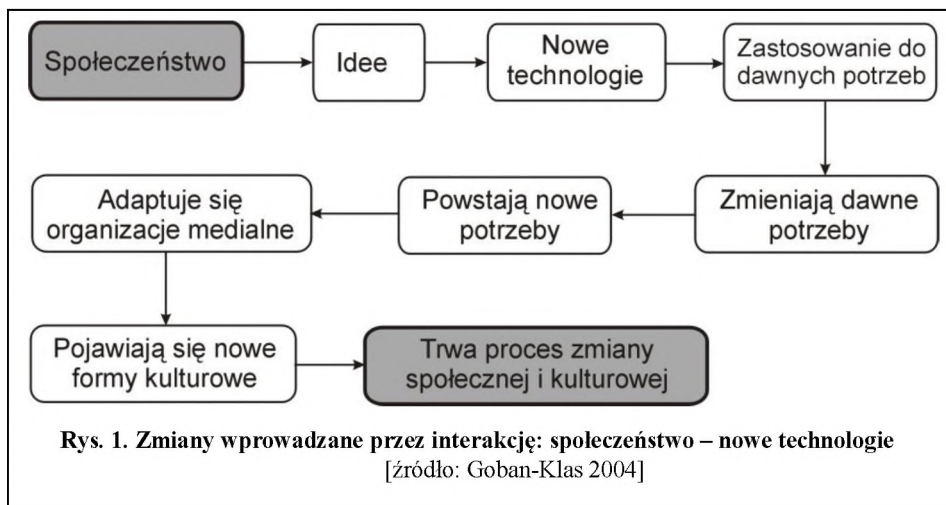 Społeczeństwo
Idee
Nowe
technologie
Zastosowanie do
dawnych potrzeb
Zmieniają dawne
potrzeby
Powstają nowe
potrzeby
Adaptuje się
organizacje medialne
Pojawiają się nowe
formy kulturowe
Trwa proces zmiany
społecznej i kulturowej
Rys. 1. Zmiany wprowadzane przez interakcję: społeczeństwo – nowe technologie
[źródło: Goban-Klas 2004]